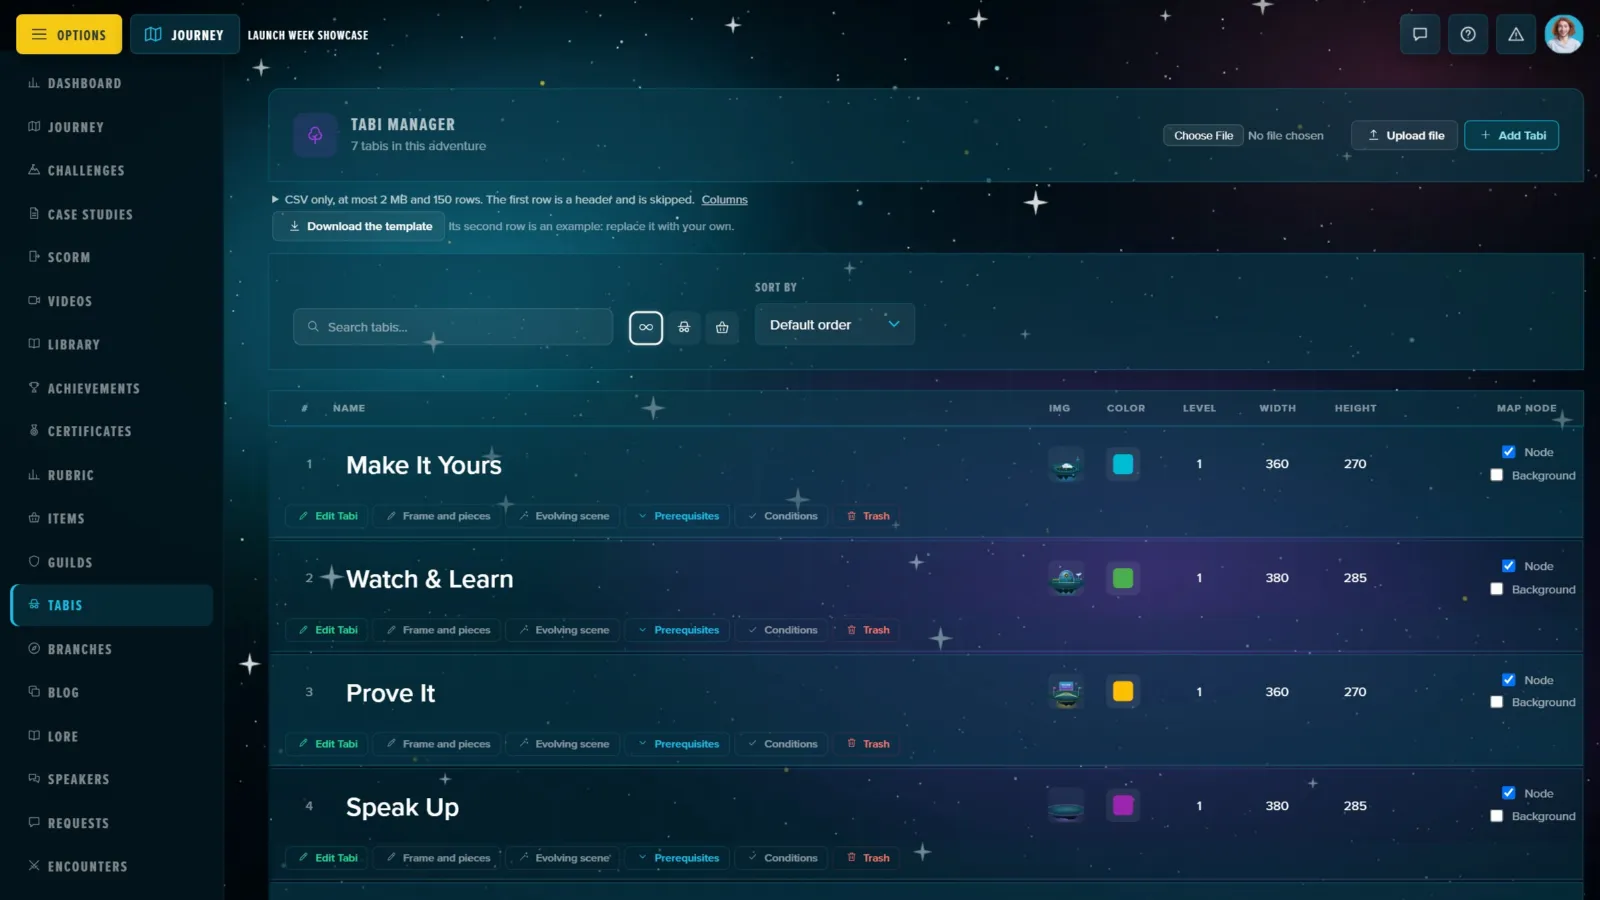 OPTIONS
JOURNEY
LAUNCH WEEK SHOWCASE
DASHBOARD
JOURNEY
CHALLENGES
CASE STUDIES
SCORM
VIDEOS
LIBRARY
ACHIEVEMENTS
CERTIFICATES
RUBRIC
ITEMS
GUILDS
TABIS
BRANCHES
BLOG
LORE
SPEAKERS
REQUESTS
ENCOUNTERS
TABI MANAGER
7 tabis in this adventure
Choose File No file chosen
Upload file
Add Tabi
CSV only, at most 2 MB and 150 rows. The first row is a header and is skipped. Columns
Download the template Its second row is an example: replace it with your own.
SORT BY
Search tabis...
Default order
# NAME IMG COLOR LEVEL WIDTH HEIGHT MAP NODE
1 Make It Yours 1 360 270
Node
Background
Edit Tabi Frame and pieces Evolving scene Prerequisites Conditions Trash
2 Watch & Learn 1 380 285
Node
Background
Edit Tabi Frame and pieces Evolving scene Prerequisites Conditions Trash
3 Prove It 1 360 270
Node
Background
Edit Tabi Frame and pieces Evolving scene Prerequisites Conditions Trash
4 Speak Up 1 380 285
Node
Background
Edit Tabi Frame and pieces Evolving scene Prerequisites Conditions Trash